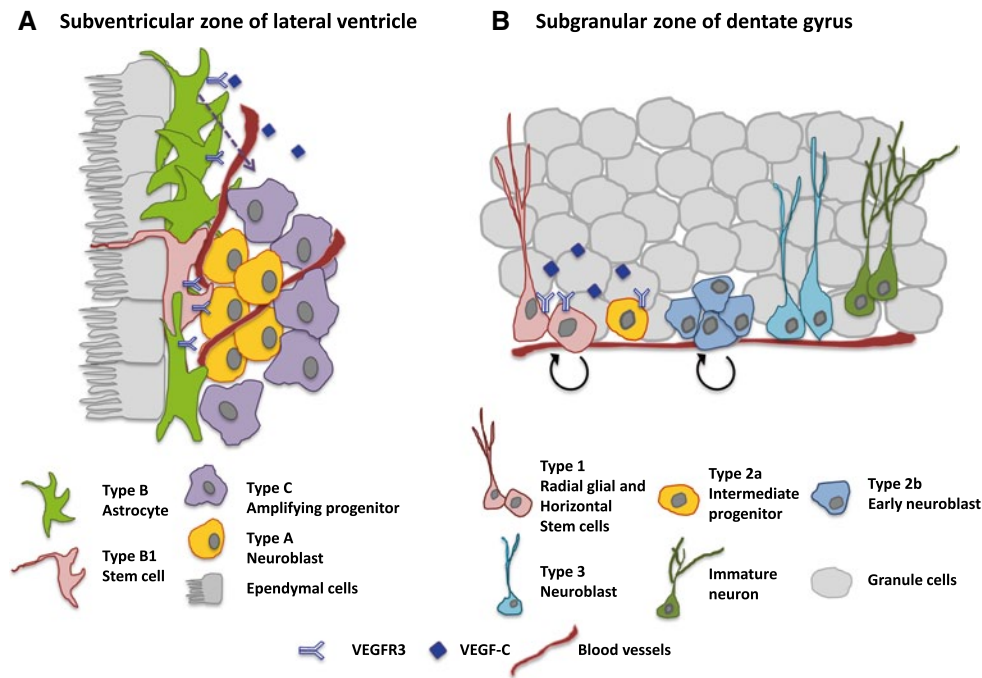 A Subventricular zone of lateral ventricle
B Subgranular zone of dentate gyrus
Type B
Astrocyte
Type B1
Stem cell
Type C
Amplifying progenitor
Type A
Neuroblast
Ependymal cells
Type 1
Radial glial and
Horizontal
Stem cells
Type 2a
Intermediate
progenitor
Type 2b
Early neuroblast
Type 3
Neuroblast
Immature
neuron
Granule cells
VEGFR3
VEGF-C
Blood vessels